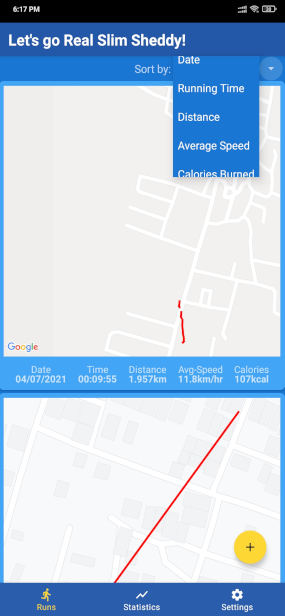 6:17 PM
Let's go Real Slim Sheddy!
Sort by:
Date
Running Time
Distance
Average Speed
Calories Burned
Google
Date Time Distance Avg-Speed Calories
04/07/2021 00:09:55 1.957km 11.8km/hr 107kcal
+
Runs Statistics Settings